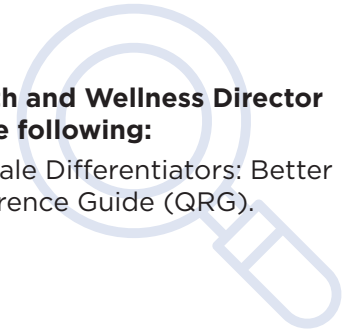 h and Wellness Director
e following:
ale Differentiators: Better
rence Guide (QRG).